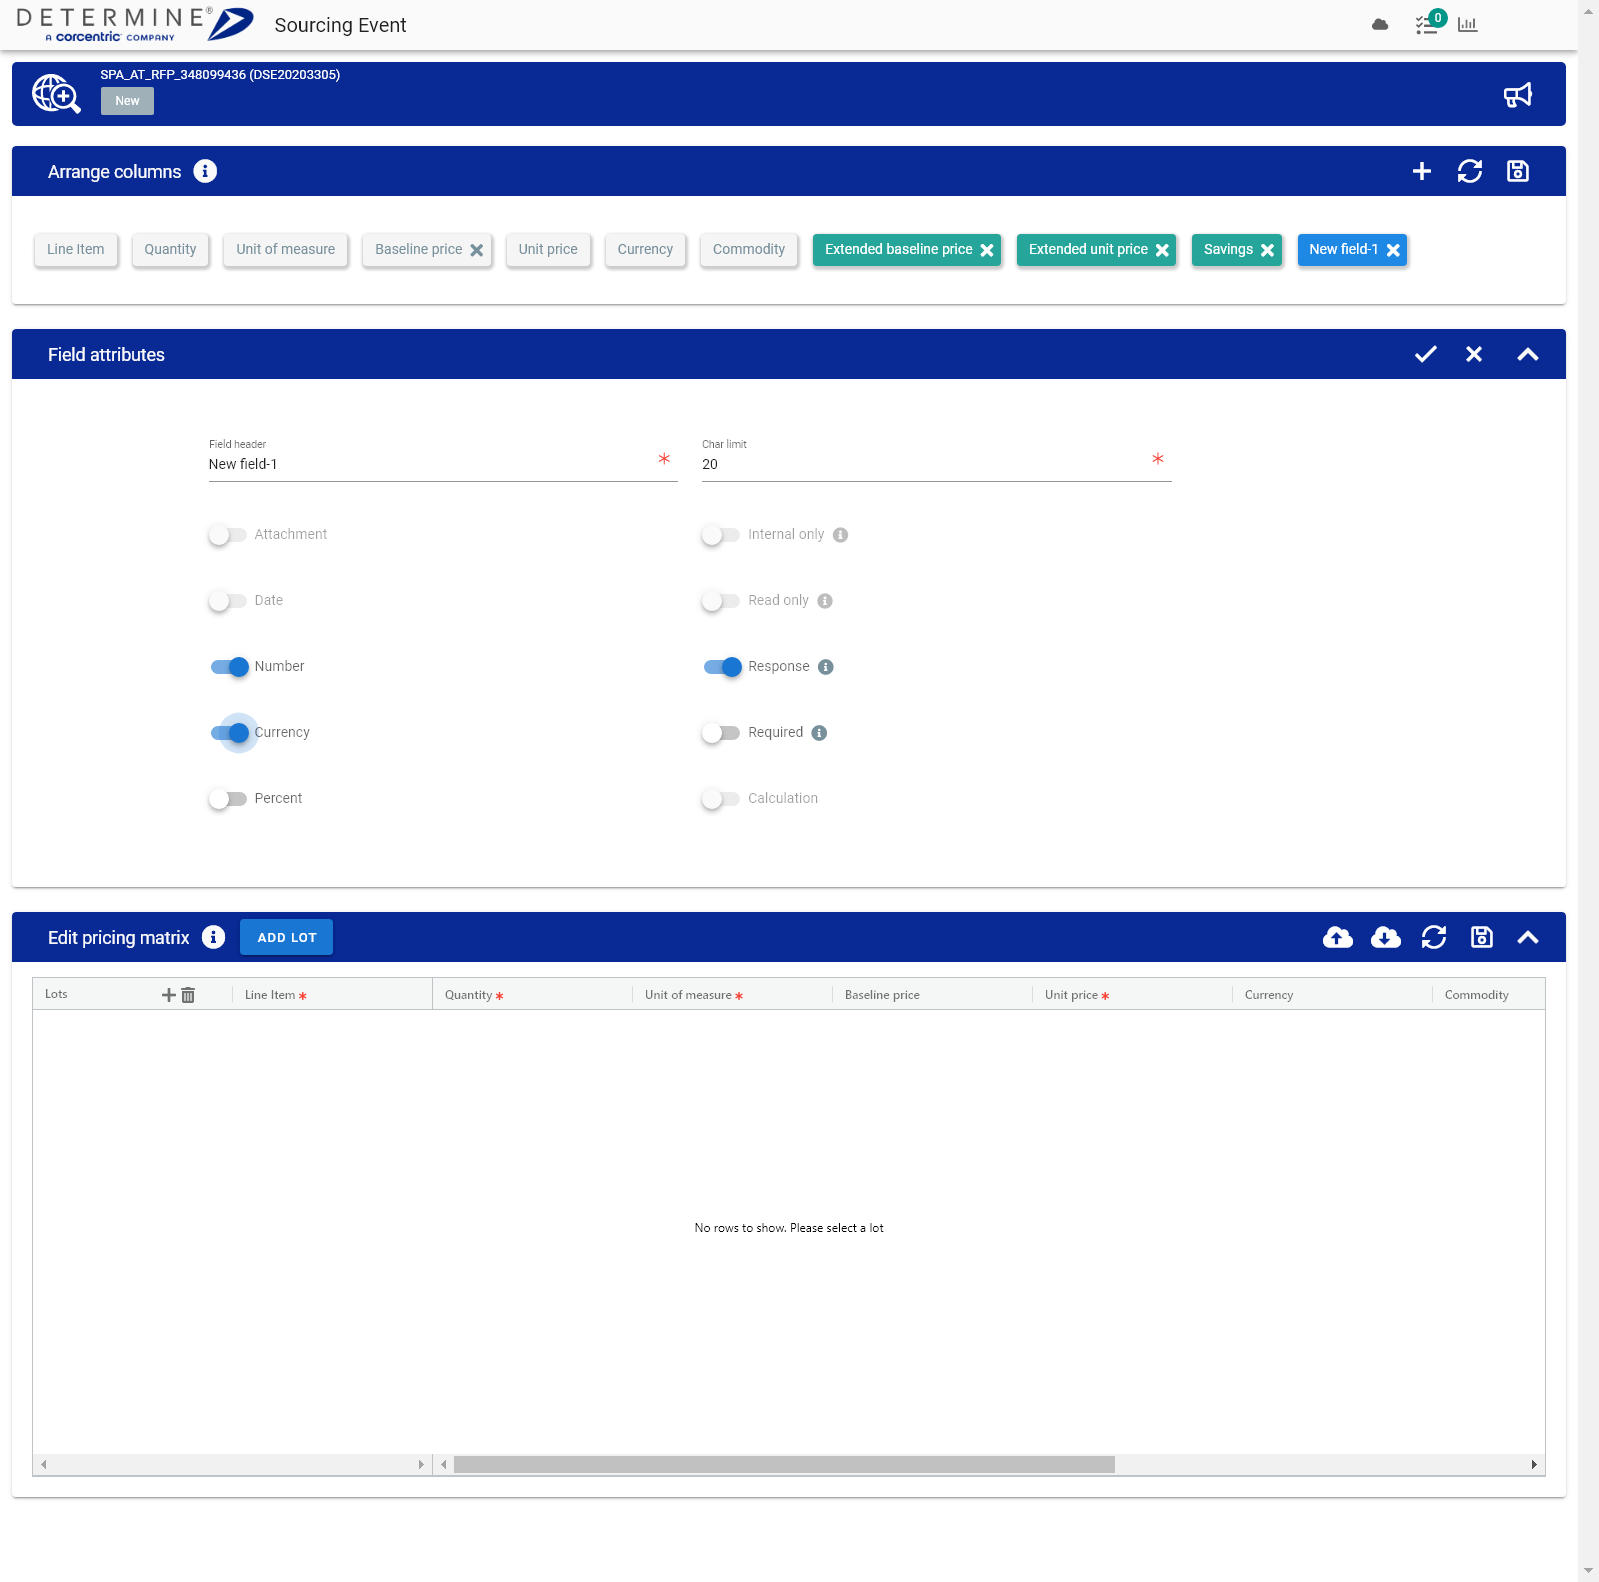 DETERMINE®
A corcentric COMPANY
Sourcing Event
0
SPA_AT_RFP_348099436 (DSE20203305)
New
Arrange columns
Line Item
Quantity
Unit of measure
Baseline price
Unit price
Currency
Commodity
Extended baseline price
Extended unit price
Savings
New field-1
Field attributes
Field header
New field-1
*
Char limit
20
*
Attachment
Internal only
Date
Read only
Number
Response
Currency
Required
Percent
Calculation
Edit pricing matrix
ADD LOT
Lots
Line Item *
Quantity *
Unit of measure *
Baseline price
Unit price *
Currency
Commodity
No rows to show. Please select a lot